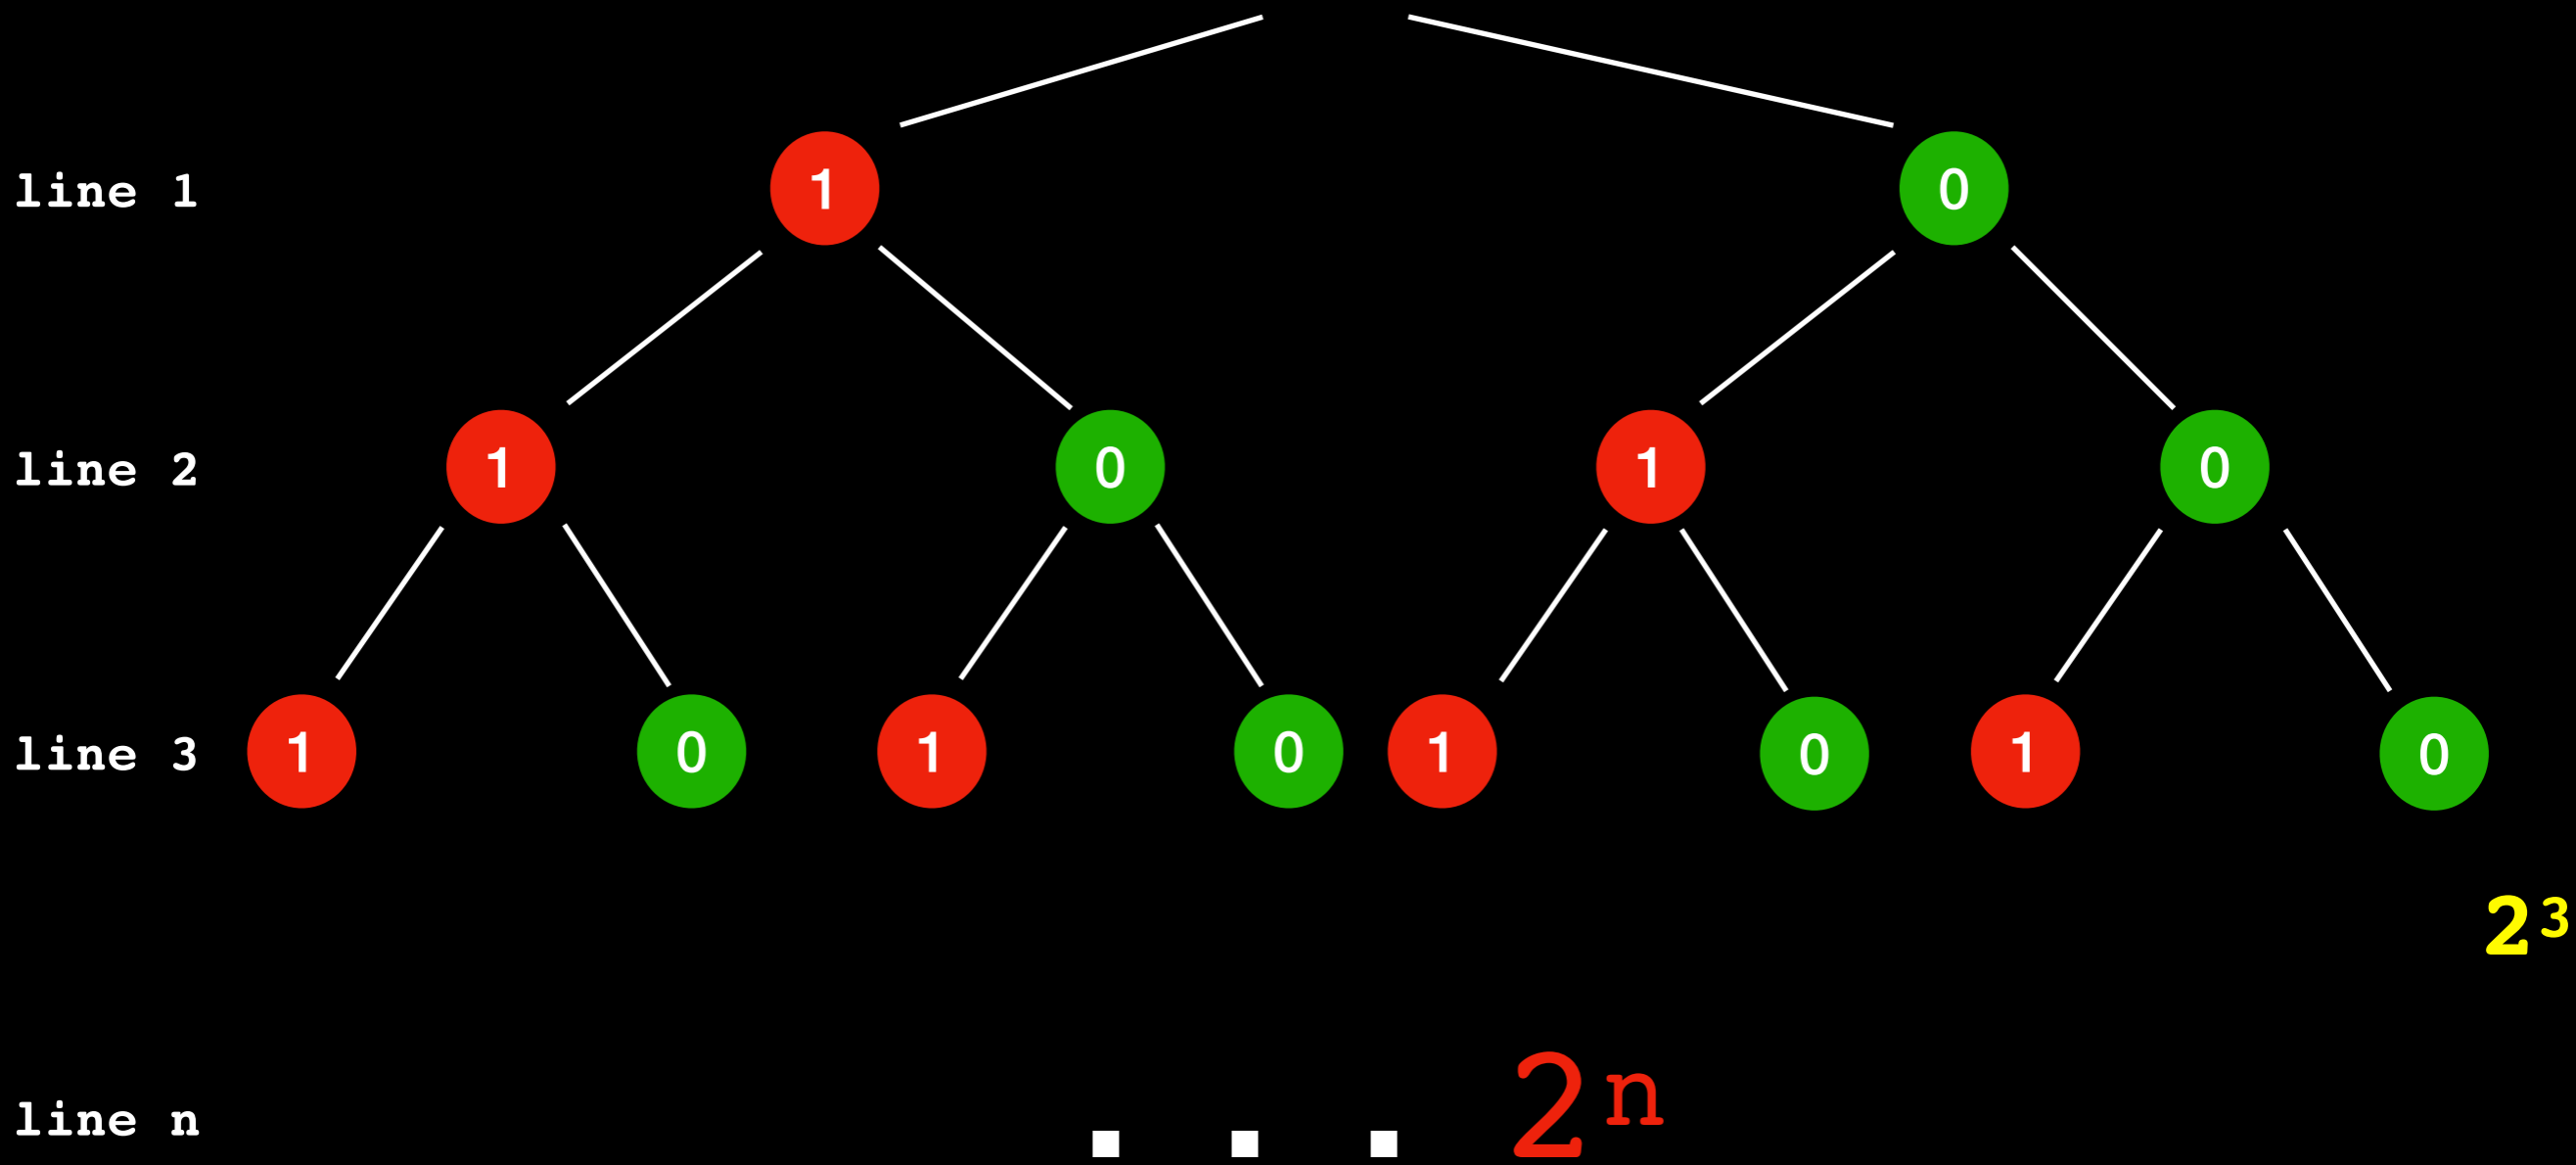 line 1 1 0
line 2 1 0 1 0
line 3 1 0 1 0 1 0 1 0
2³
line n . . . 2ⁿ